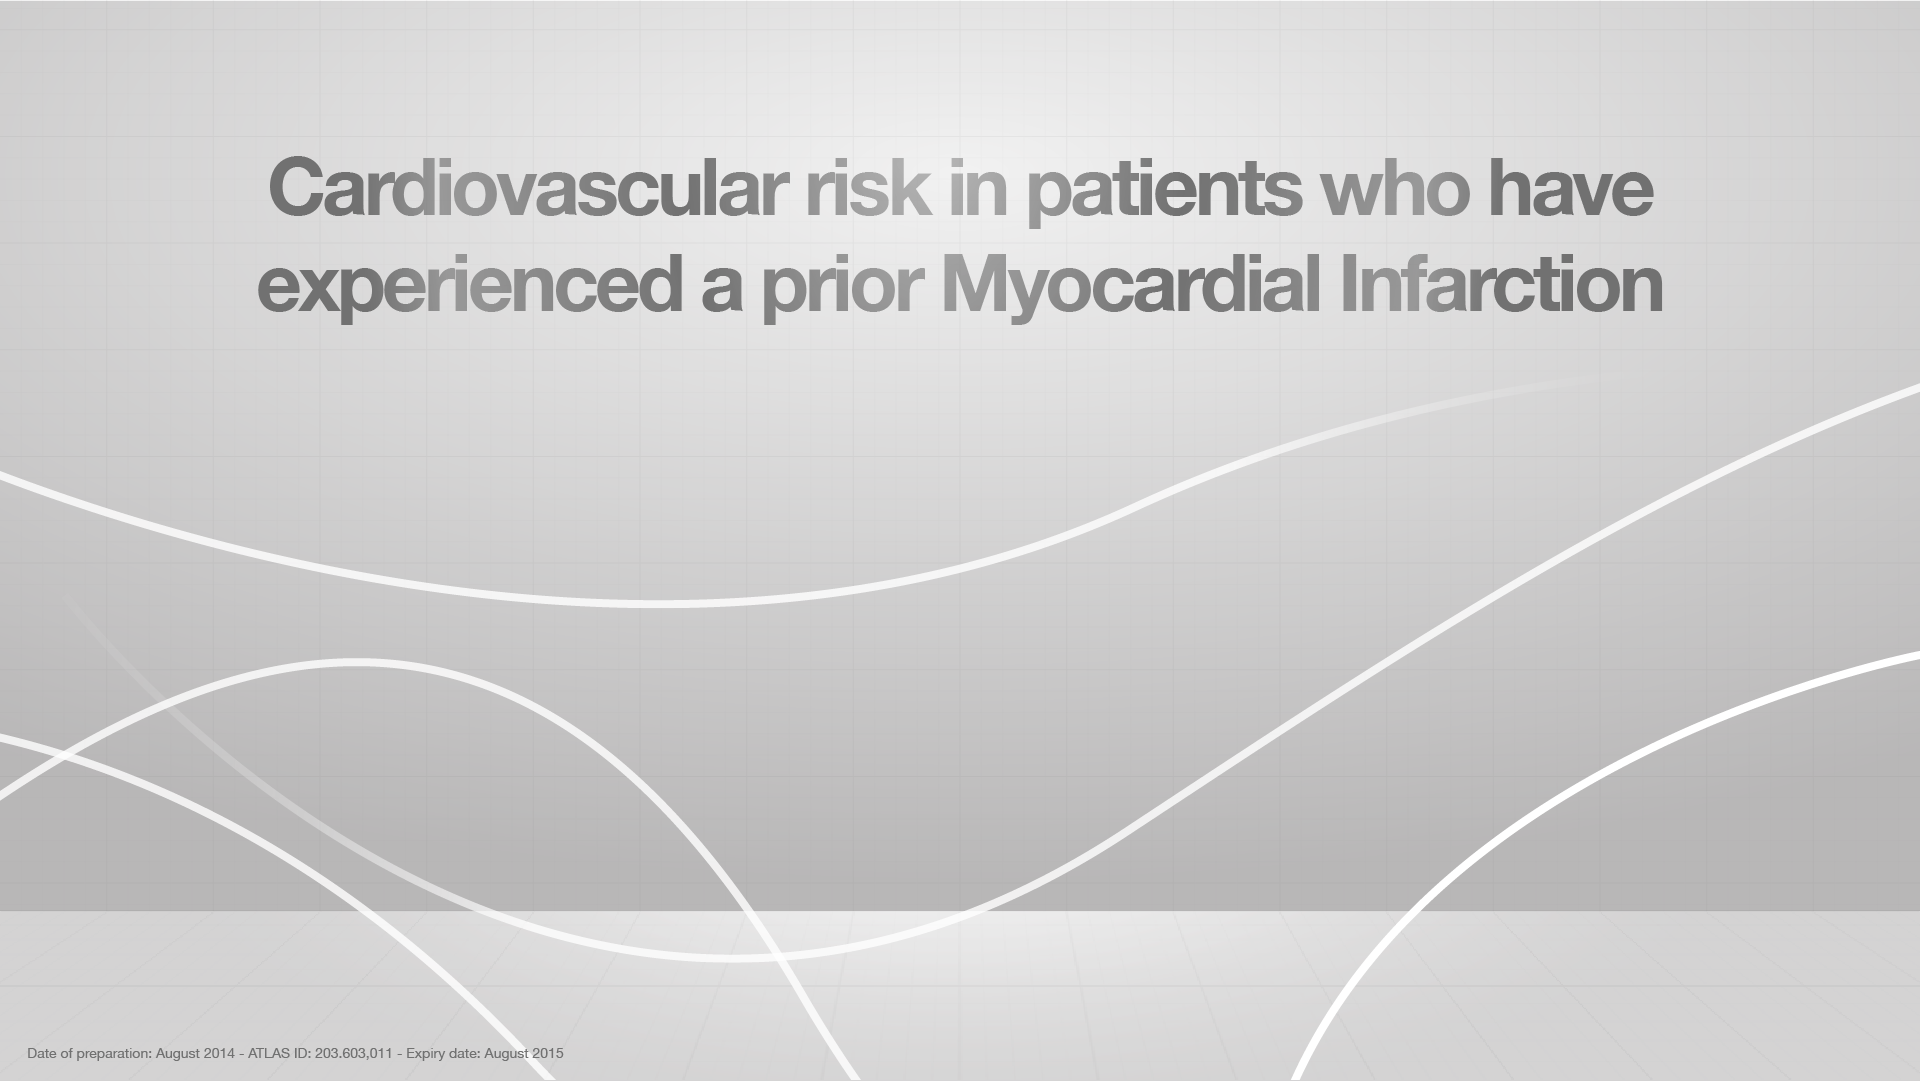 Cardiovascular risk in patients who have
experienced a prior Myocardial Infarction
Date of preparation: August 2014 - ATLAS ID: 203.603,011 - Expiry date: August 2015